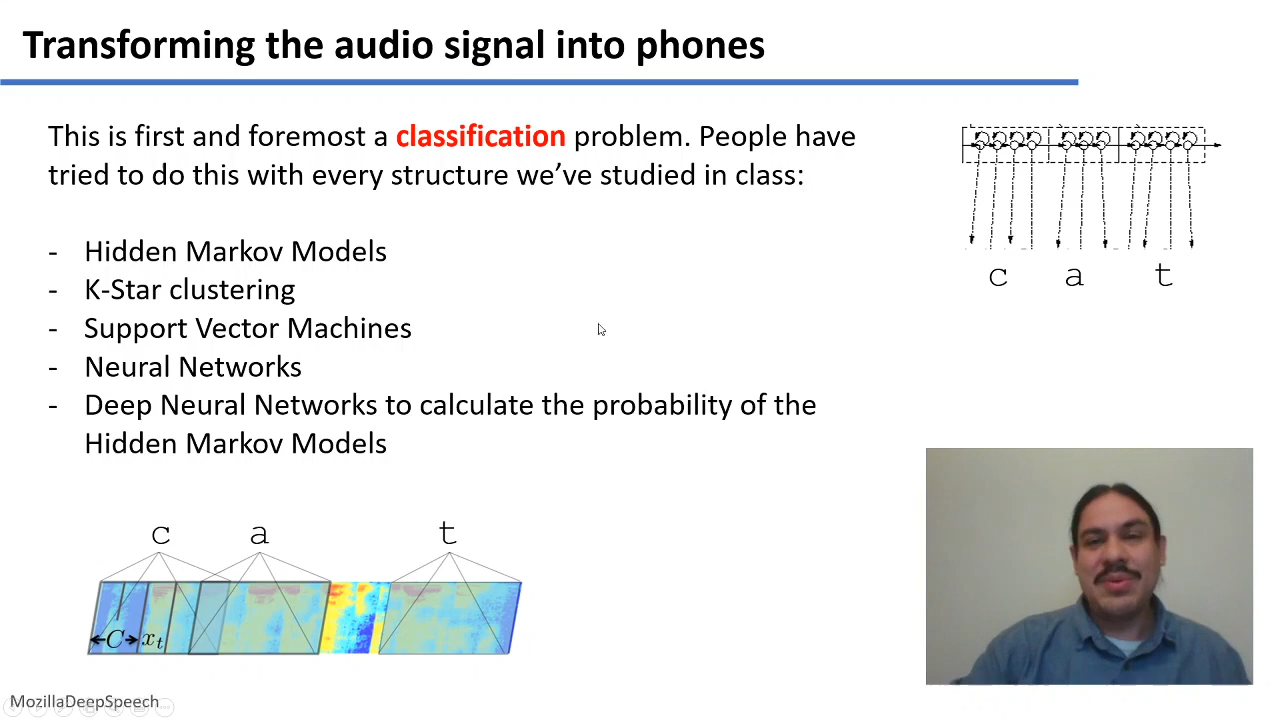 Transforming the audio signal into phones
This is first and foremost a classification problem. People have
tried to do this with every structure we’ve studied in class:
- Hidden Markov Models
- K-Star clustering
- Support Vector Machines
- Neural Networks
- Deep Neural Networks to calculate the probability of the
Hidden Markov Models
c a t
c a t
C x_t
MozillaDeepSpeech